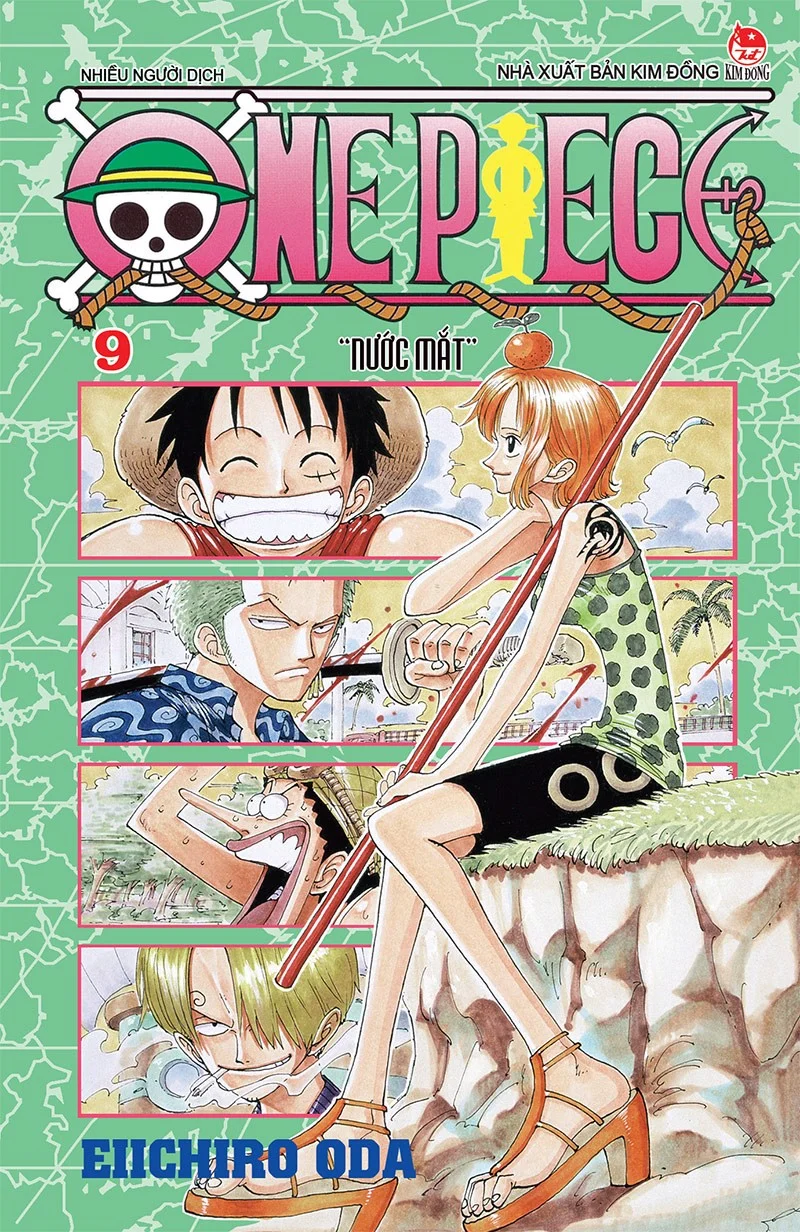 NHIỀU NGƯỜI DỊCH
NHÀ XUẤT BẢN KIM ĐỒNG
KIM ĐỒNG
ONE PIECE
9
"NƯỚC MẮT"
EIICHIRO ODA